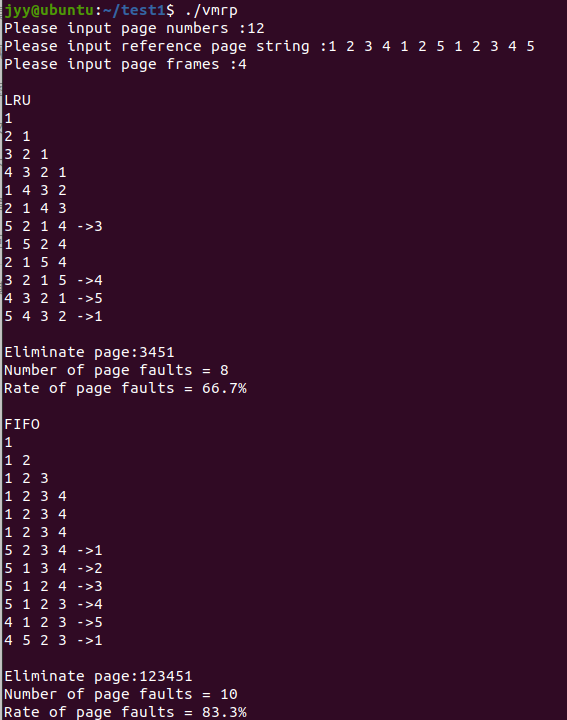 jyy@ubuntu:~/test1$ ./vmrp
Please input page numbers :12
Please input reference page string :1 2 3 4 1 2 5 1 2 3 4 5
Please input page frames :4
LRU
1
2 1
3 2 1
4 3 2 1
1 4 3 2
2 1 4 3
5 2 1 4 ->3
1 5 2 4
2 1 5 4
3 2 1 5 ->4
4 3 2 1 ->5
5 4 3 2 ->1
Eliminate page:3451
Number of page faults = 8
Rate of page faults = 66.7%
FIFO
1
1 2
1 2 3
1 2 3 4
1 2 3 4
1 2 3 4
5 2 3 4 ->1
5 1 3 4 ->2
5 1 2 4 ->3
5 1 2 3 ->4
4 1 2 3 ->5
4 5 2 3 ->1
Eliminate page:123451
Number of page faults = 10
Rate of page faults = 83.3%